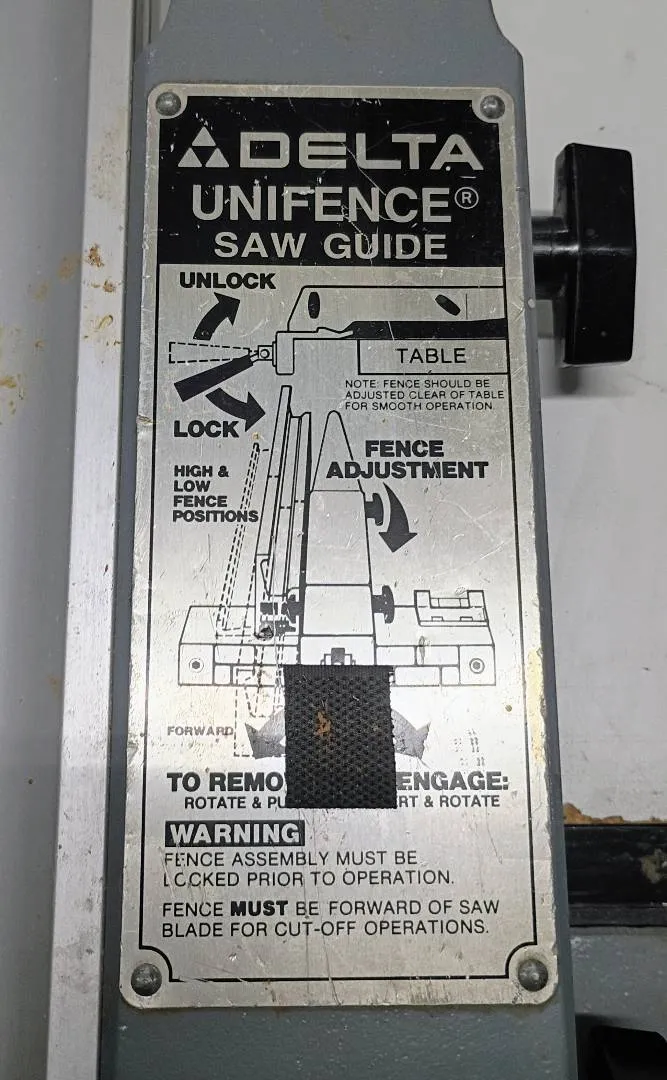 DELTA
UNIFENCE®
SAW GUIDE
UNLOCK
TABLE
NOTE: FENCE SHOULD BE
ADJUSTED CLEAR OF TABLE
FOR SMOOTH OPERATION
LOCK
FENCE
ADJUSTMENT
HIGH &
LOW
FENCE
POSITIONS
FORWARD
TO REMO ENGAGE:
ROTATE & PU RT & ROTATE
WARNING
FENCE ASSEMBLY MUST BE
LOCKED PRIOR TO OPERATION.
FENCE MUST BE FORWARD OF SAW
BLADE FOR CUT-OFF OPERATIONS.